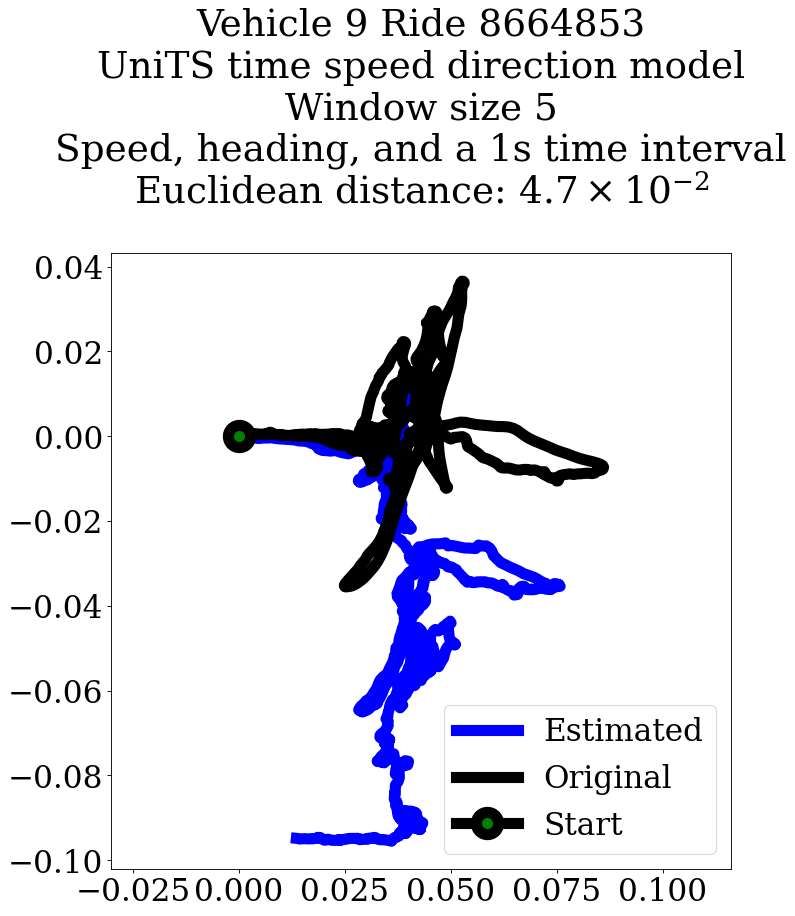 Vehicle 9 Ride 8664853
UniTS time speed direction model
Window size 5
Speed, heading, and a 1s time interval
Euclidean distance: 4.7 × 10⁻²
0.04
0.02
0.00
−0.02
−0.04
−0.06
−0.08
−0.10
Estimated
Original
Start
−0.025 0.000 0.025 0.050 0.075 0.100